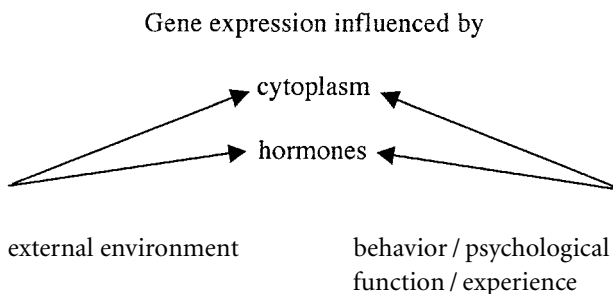 Gene expression influenced by
cytoplasm
hormones
external environment
behavior / psychological
function / experience